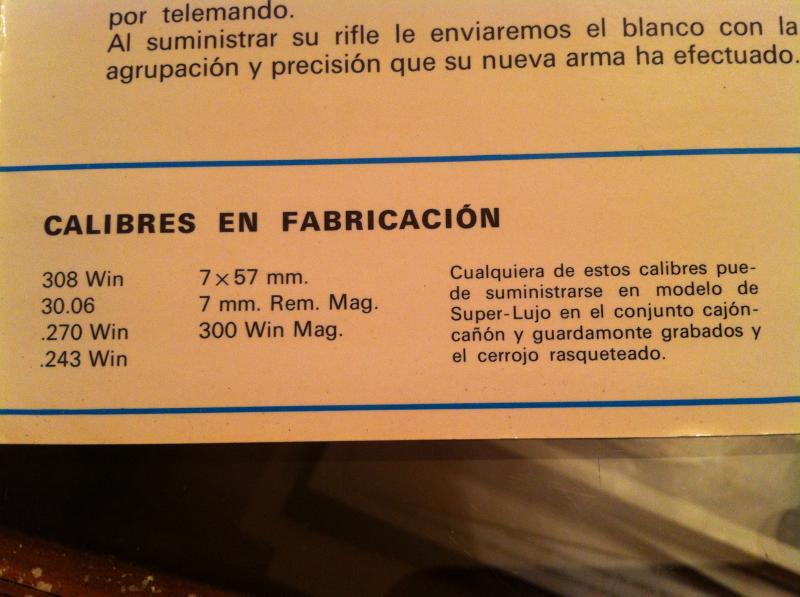 por telemando.
Al suministrar su rifle le enviaremos el blanco con la
agrupación y precisión que su nueva arma ha efectuado.
CALIBRES EN FABRICACIÓN
308 Win
30.06
.270 Win
.243 Win
7 x 57 mm.
7 mm. Rem. Mag.
300 Win Mag.
Cualquiera de estos calibres pue-
de suministrarse en modelo de
Super-Lujo en el conjunto cajón-
cañón y guardamonte grabados y
el cerrojo rasqueteado.